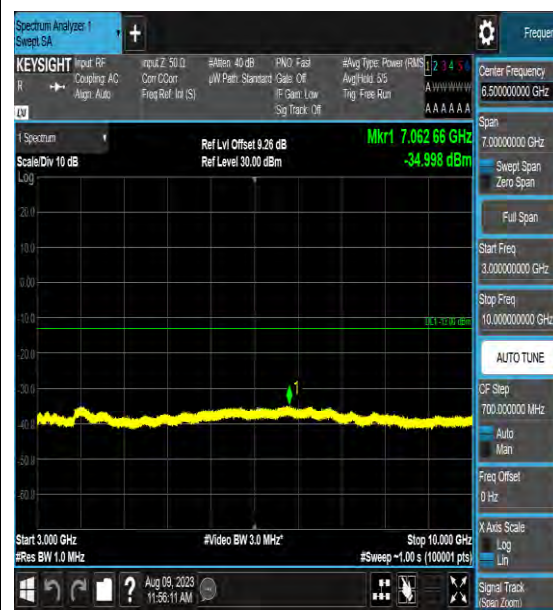 Spectrum Analyzer 1
Swept SA
+
Frequen
KEYSIGHT
R
Input: RF
Coupling: AC
Align: Auto
Input Z: 50 Ω
Corr CCorr
Freq Ref: Int (S)
#Atten: 40 dB
µW Path: Standard
PNO: Fast
Gate: Off
IF Gain: Low
Sig Track: Off
#Avg Type: Power (RMS
Avg|Hold: 5/5
Trig: Free Run
1 2 3 4 5 6
A W W W W W
A A A A A A
LXI
1 Spectrum
Scale/Div 10 dB
Log
Ref Lvl Offset 9.26 dB
Ref Level 30.00 dBm
Mkr1 7.062 66 GHz
-34.998 dBm
20.0
10.0
0.00
-10.0
DL1 -13.00 dBm
-20.0
-30.0
1
-40.0
-50.0
-60.0
Start 3.000 GHz
#Res BW 1.0 MHz
#Video BW 3.0 MHz*
Stop 10.000 GHz
#Sweep ~1.00 s (100001 pts)
?
Aug 09, 2023
11:56:11 AM
Center Frequency
6.500000000 GHz
Span
7.00000000 GHz
Swept Span
Zero Span
Full Span
Start Freq
3.000000000 GHz
Stop Freq
10.000000000 GHz
AUTO TUNE
CF Step
700.000000 MHz
Auto
Man
Freq Offset
0 Hz
X Axis Scale
Log
Lin
Signal Track
(Span Zoom)